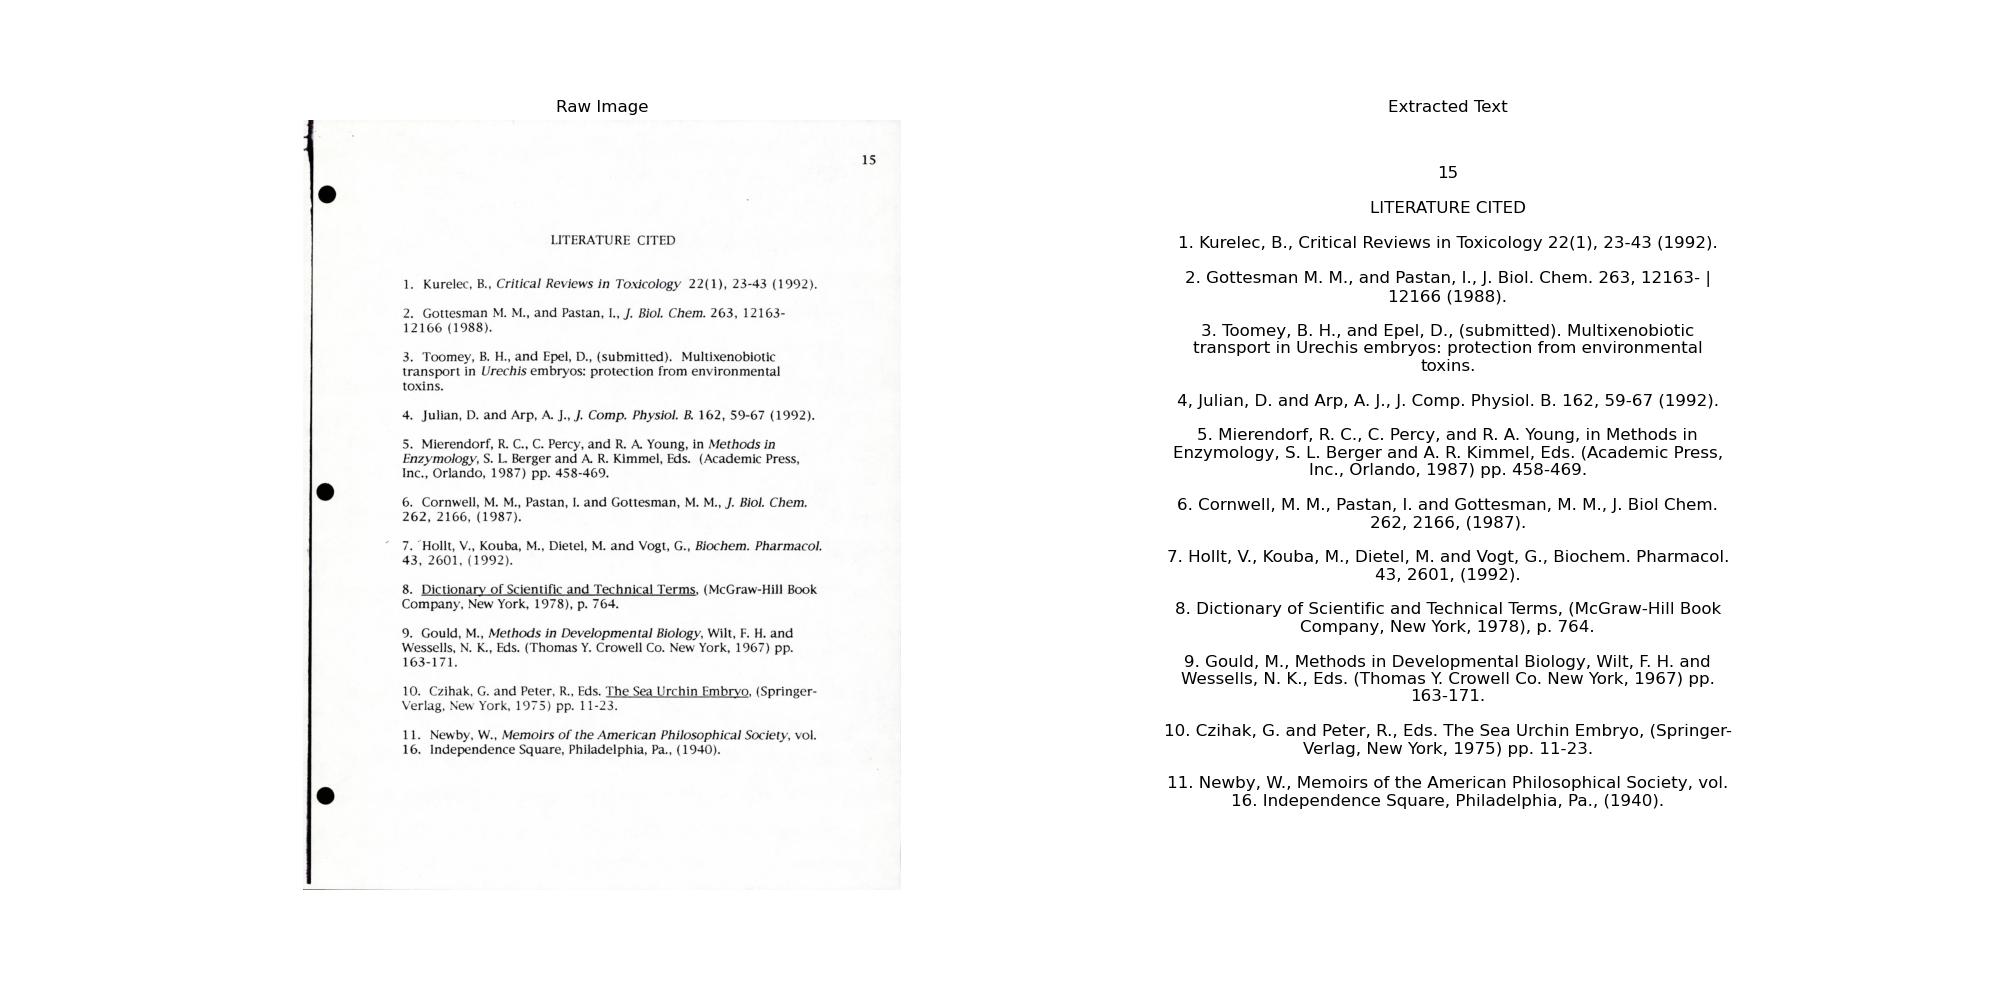 Raw Image
15
LITERATURE CITED
1. Kurelec, B., Critical Reviews in Toxicology 22(1), 23-43 (1992).
2. Gottesman M. M., and Pastan, I., J. Biol. Chem. 263, 12163-
12166 (1988).
3. Toomey, B. H., and Epel, D., (submitted). Multixenobiotic
transport in Urechis embryos: protection from environmental
toxins.
4. Julian, D. and Arp, A. J., J. Comp. Physiol. B. 162, 59-67 (1992).
5. Mierendorf, R. C., C. Percy, and R. A. Young, in Methods in
Enzymology, S. L. Berger and A. R. Kimmel, Eds. (Academic Press,
Inc., Orlando, 1987) pp. 458-469.
6. Cornwell, M. M., Pastan, I. and Gottesman, M. M., J. Biol. Chem.
262, 2166, (1987).
7. Hollt, V., Kouba, M., Dietel, M. and Vogt, G., Biochem. Pharmacol.
43, 2601, (1992).
8. Dictionary of Scientific and Technical Terms, (McGraw-Hill Book
Company, New York, 1978), p. 764.
9. Gould, M., Methods in Developmental Biology, Wilt, F. H. and
Wessells, N. K., Eds. (Thomas Y. Crowell Co. New York, 1967) pp.
163-171.
10. Czihak, G. and Peter, R., Eds. The Sea Urchin Embryo, (Springer-
Verlag, New York, 1975) pp. 11-23.
11. Newby, W., Memoirs of the American Philosophical Society, vol.
16. Independence Square, Philadelphia, Pa., (1940).
Extracted Text
15
LITERATURE CITED
1. Kurelec, B., Critical Reviews in Toxicology 22(1), 23-43 (1992).
2. Gottesman M. M., and Pastan, I., J. Biol. Chem. 263, 12163- |
12166 (1988).
3. Toomey, B. H., and Epel, D., (submitted). Multixenobiotic
transport in Urechis embryos: protection from environmental
toxins.
4, Julian, D. and Arp, A. J., J. Comp. Physiol. B. 162, 59-67 (1992).
5. Mierendorf, R. C., C. Percy, and R. A. Young, in Methods in
Enzymology, S. L. Berger and A. R. Kimmel, Eds. (Academic Press,
Inc., Orlando, 1987) pp. 458-469.
6. Cornwell, M. M., Pastan, I. and Gottesman, M. M., J. Biol Chem.
262, 2166, (1987).
7. Hollt, V., Kouba, M., Dietel, M. and Vogt, G., Biochem. Pharmacol.
43, 2601, (1992).
8. Dictionary of Scientific and Technical Terms, (McGraw-Hill Book
Company, New York, 1978), p. 764.
9. Gould, M., Methods in Developmental Biology, Wilt, F. H. and
Wessells, N. K., Eds. (Thomas Y. Crowell Co. New York, 1967) pp.
163-171.
10. Czihak, G. and Peter, R., Eds. The Sea Urchin Embryo, (Springer-
Verlag, New York, 1975) pp. 11-23.
11. Newby, W., Memoirs of the American Philosophical Society, vol.
16. Independence Square, Philadelphia, Pa., (1940).